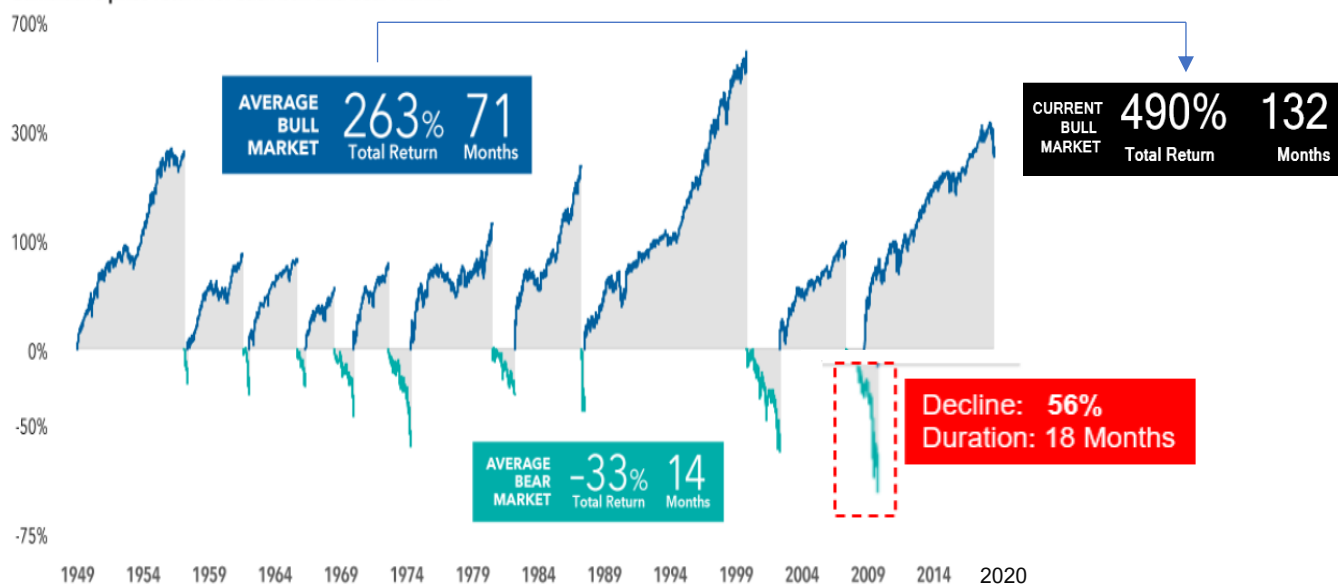 700%
300%
100%
0%
-50%
-75%
AVERAGE BULL MARKET
263% Total Return
71 Months
CURRENT BULL MARKET
490% Total Return
132 Months
AVERAGE BEAR MARKET
-33% Total Return
14 Months
Decline: 56%
Duration: 18 Months
1949 1954 1959 1964 1969 1974 1979 1984 1989 1994 1999 2004 2009 2014 2020